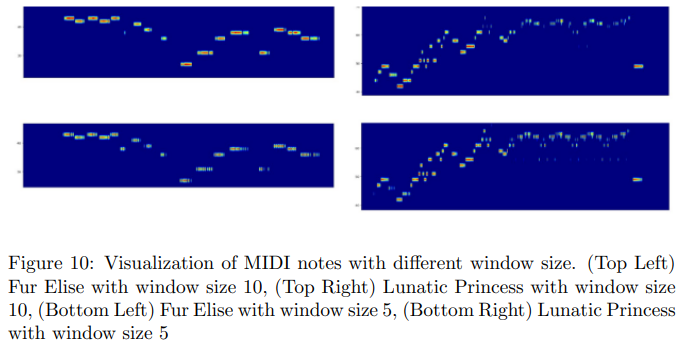 Figure 10: Visualization of MIDI notes with different window size. (Top Left)
Fur Elise with window size 10, (Top Right) Lunatic Princess with window size
10, (Bottom Left) Fur Elise with window size 5, (Bottom Right) Lunatic Princess
with window size 5